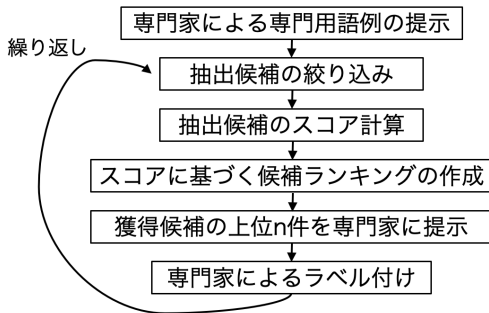 専門家による専門用語例の提示
繰り返し
抽出候補の絞り込み
抽出候補のスコア計算
スコアに基づく候補ランキングの作成
獲得候補の上位n件を専門家に提示
専門家によるラベル付け